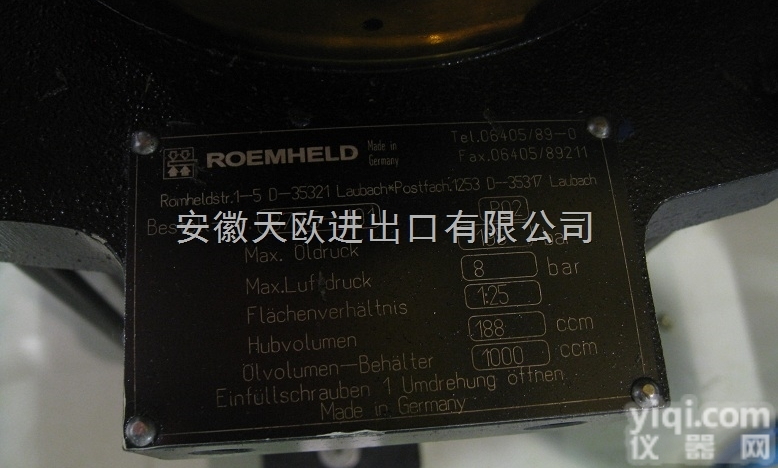 ROEMHELD Made in Germany
Tel.06405/89-0
Fax.06405/89211
Römheldstr.1-5 D-35321 Laubach*Postfach.1253 D-35317 Laubach
安徽天欧进出口有限公司
Max. Öldruck bar
Max.Luftdruck 8 bar
Flächenverhältnis 1:25
Hubvolumen 188 ccm
Ölvolumen-Behälter 1000 ccm
Einfüllschrauben 1 Umdrehung öffnen
Made in Germany
yiqi.com
仪器网